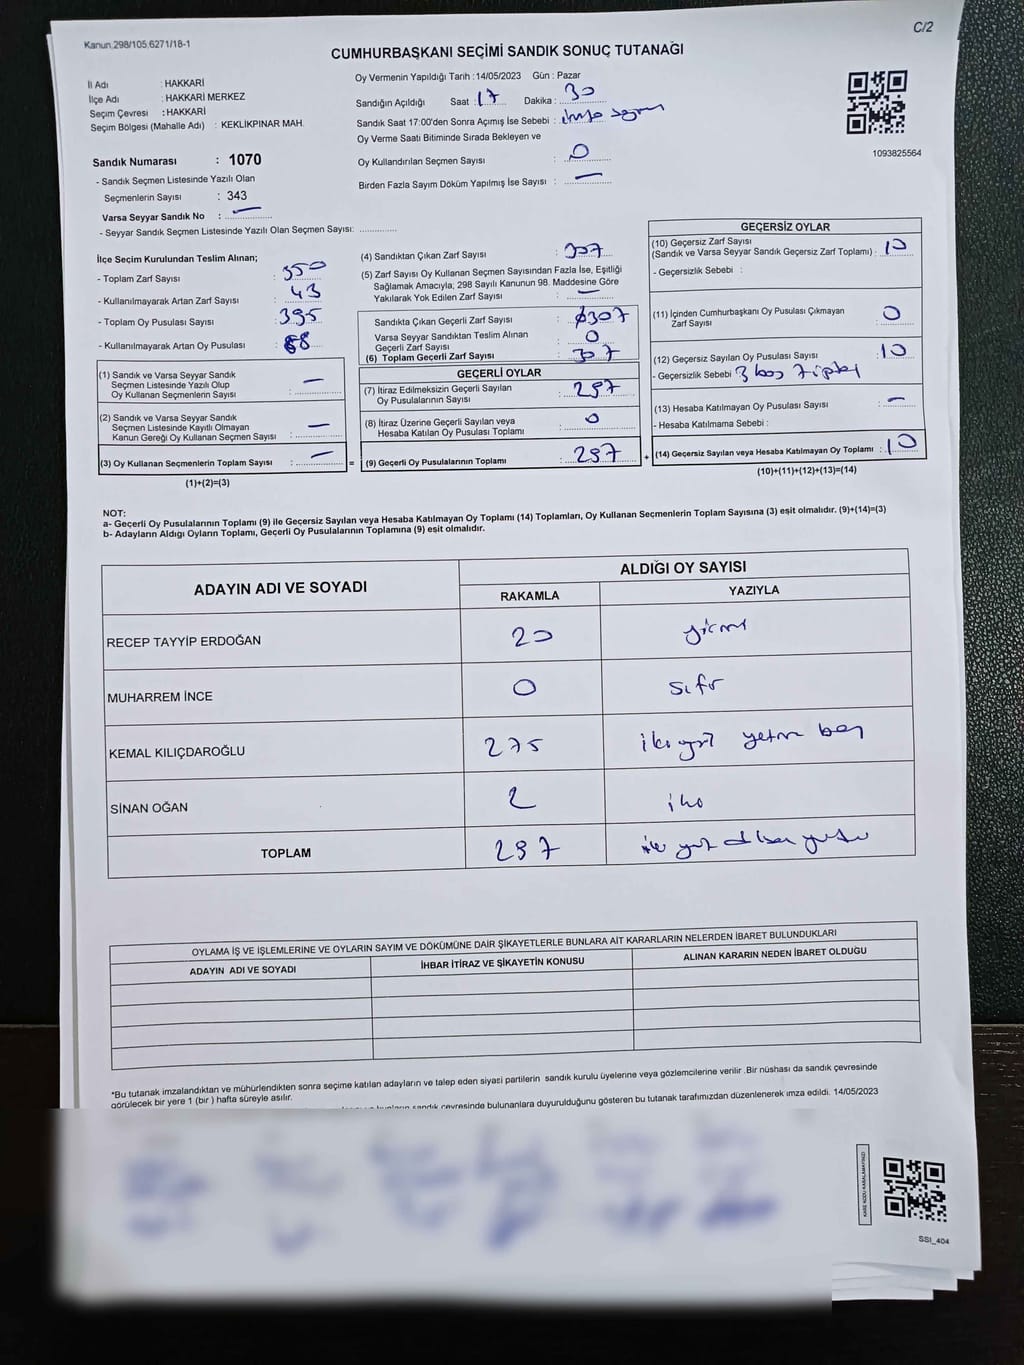 C/2
Kanun:298/105,6271/18-1
CUMHURBAŞKANI SEÇİMİ SANDIK SONUÇ TUTANAĞI
İl Adı : HAKKARİ
İlçe Adı : HAKKARİ MERKEZ
Seçim Çevresi : HAKKARİ
Seçim Bölgesi (Mahalle Adı) : KEKLİKPINAR MAH.
Sandık Numarası : 1070
- Sandık Seçmen Listesinde Yazılı Olan
Seçmenlerin Sayısı : 343
Varsa Seyyar Sandık No : —
- Seyyar Sandık Seçmen Listesinde Yazılı Olan Seçmen Sayısı: ............
Oy Vermenin Yapıldığı Tarih : 14/05/2023 Gün : Pazar
Sandığın Açıldığı Saat : 17 Dakika : 30
Sandık Saat 17:00'den Sonra Açımış İse Sebebi : imza
Oy Verme Saati Bitiminde Sırada Bekleyen ve
Oy Kullandırılan Seçmen Sayısı : 0
Birden Fazla Sayım Döküm Yapılmış İse Sayısı : —
1093825564
İlçe Seçim Kurulundan Teslim Alınan;
- Toplam Zarf Sayısı : 350
- Kullanılmayarak Artan Zarf Sayısı : 43
- Toplam Oy Pusulası Sayısı : 395
- Kullanılmayarak Artan Oy Pusulası : 88
(1) Sandık ve Varsa Seyyar Sandık
Seçmen Listesinde Yazılı Olup
Oy Kullanan Seçmenlerin Sayısı : —
(2) Sandık ve Varsa Seyyar Sandık
Seçmen Listesinde Kayıtlı Olmayan
Kanun Gereği Oy Kullanan Seçmen Sayısı : —
(3) Oy Kullanan Seçmenlerin Toplam Sayısı : —
(1)+(2)=(3)
=
(4) Sandıktan Çıkan Zarf Sayısı : 307
(5) Zarf Sayısı Oy Kullanan Seçmen Sayısından Fazla İse, Eşitliği
Sağlamak Amacıyla; 298 Sayılı Kanunun 98. Maddesine Göre
Yakılarak Yok Edilen Zarf Sayısı : —
Sandıkta Çıkan Geçerli Zarf Sayısı : 307
Varsa Seyyar Sandıktan Teslim Alınan
Geçerli Zarf Sayısı : 0
(6) Toplam Geçerli Zarf Sayısı : 307
GEÇERLİ OYLAR
(7) İtiraz Edilmeksizin Geçerli Sayılan
Oy Pusulalarının Sayısı : 297
(8) İtiraz Üzerine Geçerli Sayılan veya
Hesaba Katılan Oy Pusulası Toplamı : 0
(9) Geçerli Oy Pusulalarının Toplamı : 297
+
GEÇERSİZ OYLAR
(10) Geçersiz Zarf Sayısı
(Sandık ve Varsa Seyyar Sandık Geçersiz Zarf Toplamı) : 10
- Geçersizlik Sebebi :
(11) İçinden Cumhurbaşkanı Oy Pusulası Çıkmayan
Zarf Sayısı : 0
(12) Geçersiz Sayılan Oy Pusulası Sayısı : 10
- Geçersizlik Sebebi 3 boş 7 iptal
(13) Hesaba Katılmayan Oy Pusulası Sayısı : —
- Hesaba Katılmama Sebebi :
(14) Geçersiz Sayılan veya Hesaba Katılmayan Oy Toplamı : 10
(10)+(11)+(12)+(13)=(14)
NOT:
a- Geçerli Oy Pusulalarının Toplamı (9) ile Geçersiz Sayılan veya Hesaba Katılmayan Oy Toplamı (14) Toplamları, Oy Kullanan Seçmenlerin Toplam Sayısına (3) eşit olmalıdır. (9)+(14)=(3)
b- Adayların Aldığı Oyların Toplamı, Geçerli Oy Pusulalarının Toplamına (9) eşit olmalıdır.
ADAYIN ADI VE SOYADI ALDIĞI OY SAYISI
RAKAMLA YAZIYLA
RECEP TAYYİP ERDOĞAN 20 yirmi
MUHARREM İNCE 0 sıfır
KEMAL KILIÇDAROĞLU 275 iki yüz yetmiş beş
SİNAN OĞAN 2 iki
TOPLAM 297 iki yüz doksan yedi
OYLAMA İŞ VE İŞLEMLERİNE VE OYLARIN SAYIM VE DÖKÜMÜNE DAİR ŞİKAYETLERLE BUNLARA AİT KARARLARIN NELERDEN İBARET BULUNDUKLARI
ADAYIN ADI VE SOYADI İHBAR İTİRAZ VE ŞİKAYETİN KONUSU ALINAN KARARIN NEDEN İBARET OLDUĞU
*Bu tutanak imzalandıktan ve mühürlendikten sonra seçime katılan adayların ve talep eden siyasi partilerin sandık kurulu üyelerine veya gözlemcilerine verilir .Bir nüshası da sandık çevresinde
görülecek bir yere 1 (bir ) hafta süreyle asılır.
sandık çevresinde bulunanlara duyurulduğunu gösteren bu tutanak tarafımızdan düzenlenerek imza edildi. 14/05/2023
KARE KODU KARALAMAYINIZ!
SSI_404